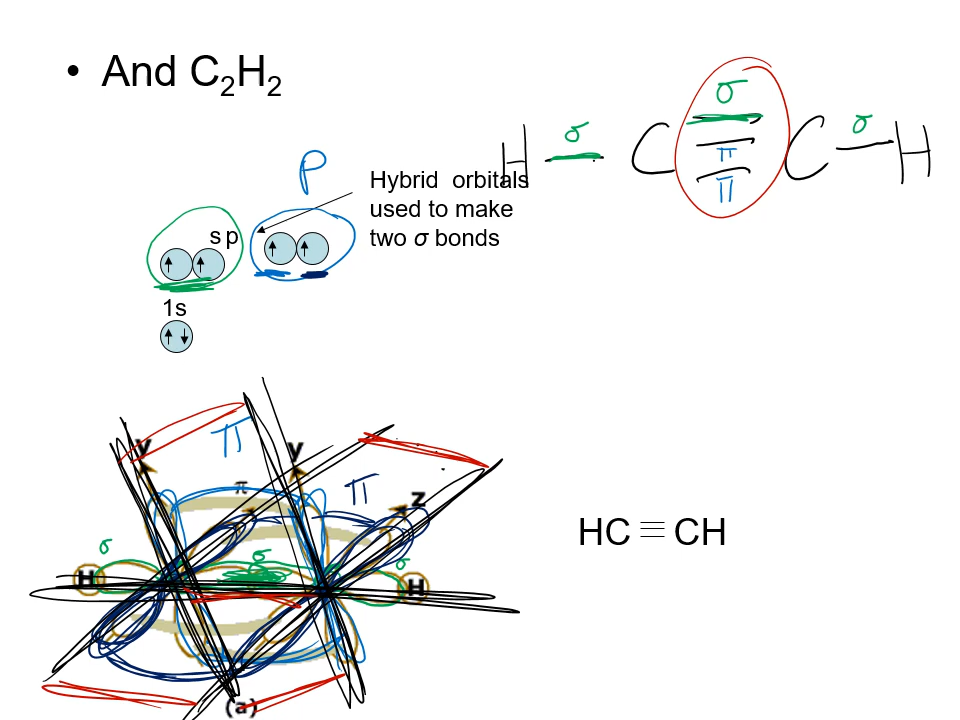 • And C₂H₂
H σ C σ π π C σ H
P
Hybrid orbitals
used to make
two σ bonds
s p
1s
π
y
y
π
π
z
σ
σ
σ
H
H
HC ≡ CH
(a)